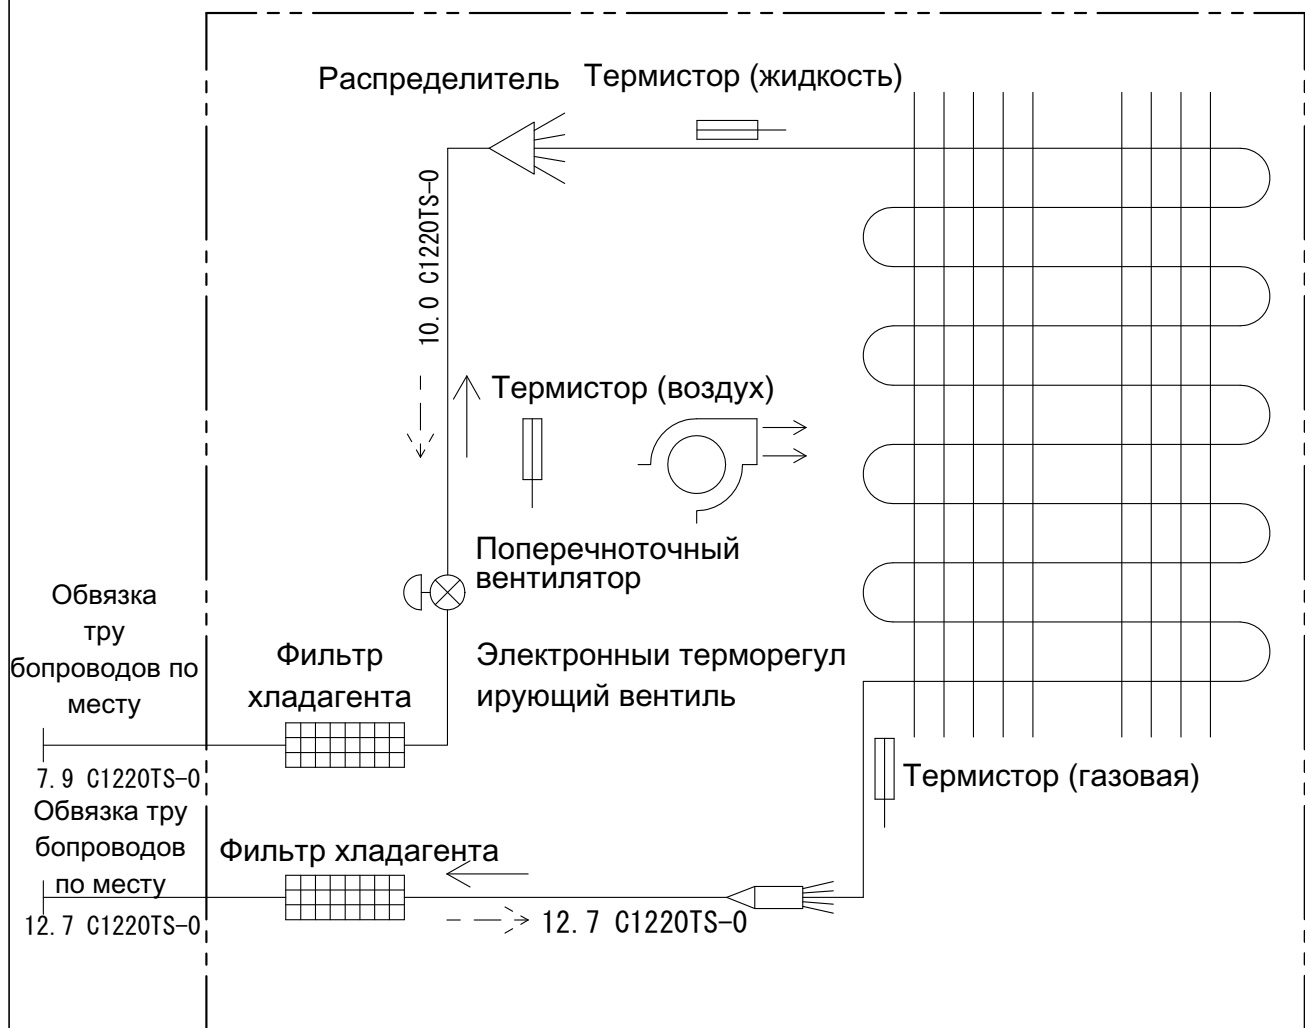 Распределитель
Термистор (жидкость)
10.0 C1220TS-0
Термистор (воздух)
Поперечноточный
вентилятор
Обвязка
тру
бопроводов по
месту
Фильтр
хладагента
Электронныи терморегул
ирующий вентиль
7.9 C1220TS-0
Термистор (газовая)
Обвязка тру
бопроводов
по месту
Фильтр хладагента
12.7 C1220TS-0
12.7 C1220TS-0